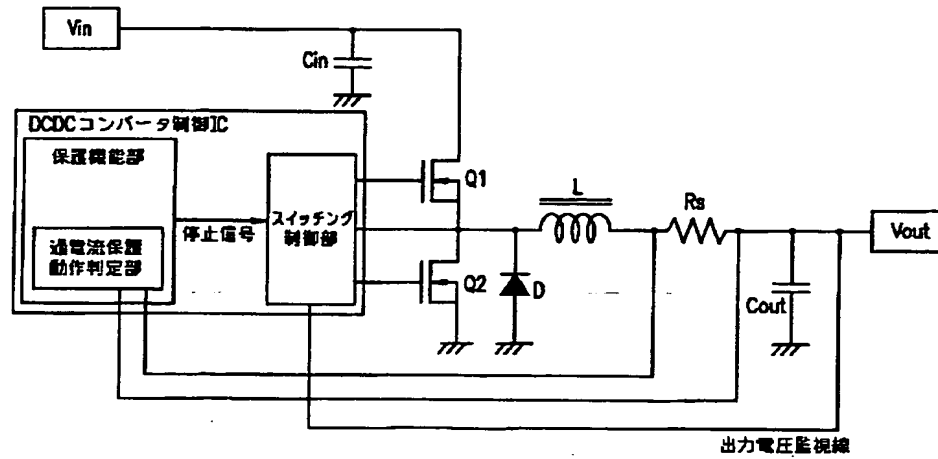 Vin
Cin
DCDCコンバータ制御IC
保護機能部
過電流保護
動作判定部
停止信号
スイッチング
制御部
Q1
Q2
D
L
Rs
Cout
Vout
出力電圧監視線